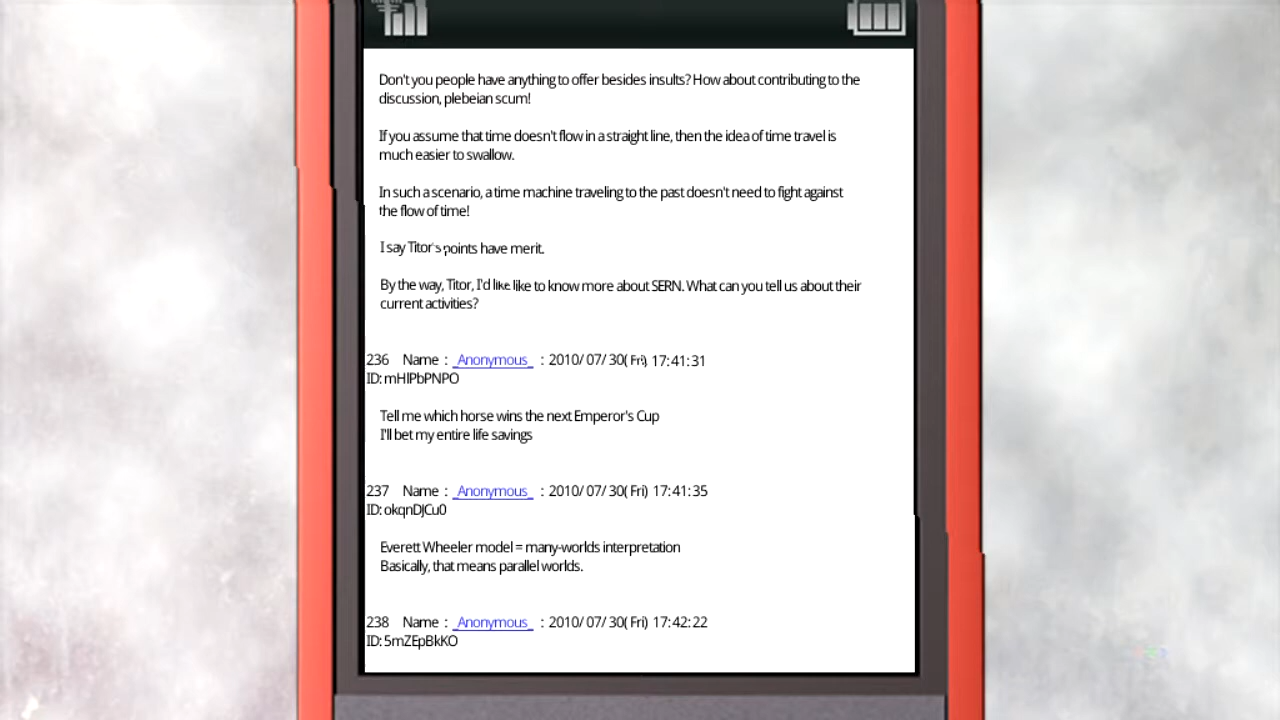 Don't you people have anything to offer besides insults? How about contributing to the
discussion, plebeian scum!
If you assume that time doesn't flow in a straight line, then the idea of time travel is
much easier to swallow.
In such a scenario, a time machine traveling to the past doesn't need to fight against
the flow of time!
I say Titor's points have merit.
By the way, Titor, I'd like like to know more about SERN. What can you tell us about their
current activities?
236 Name : _Anonymous_ : 2010/07/30(Fri) 17:41:31
ID: mHlPbPNPO
Tell me which horse wins the next Emperor's Cup
I'll bet my entire life savings
237 Name : _Anonymous_ : 2010/07/30(Fri) 17:41:35
ID: okqnDJCu0
Everett Wheeler model = many-worlds interpretation
Basically, that means parallel worlds.
238 Name : _Anonymous_ : 2010/07/30(Fri) 17:42:22
ID: 5mZEpBkKO